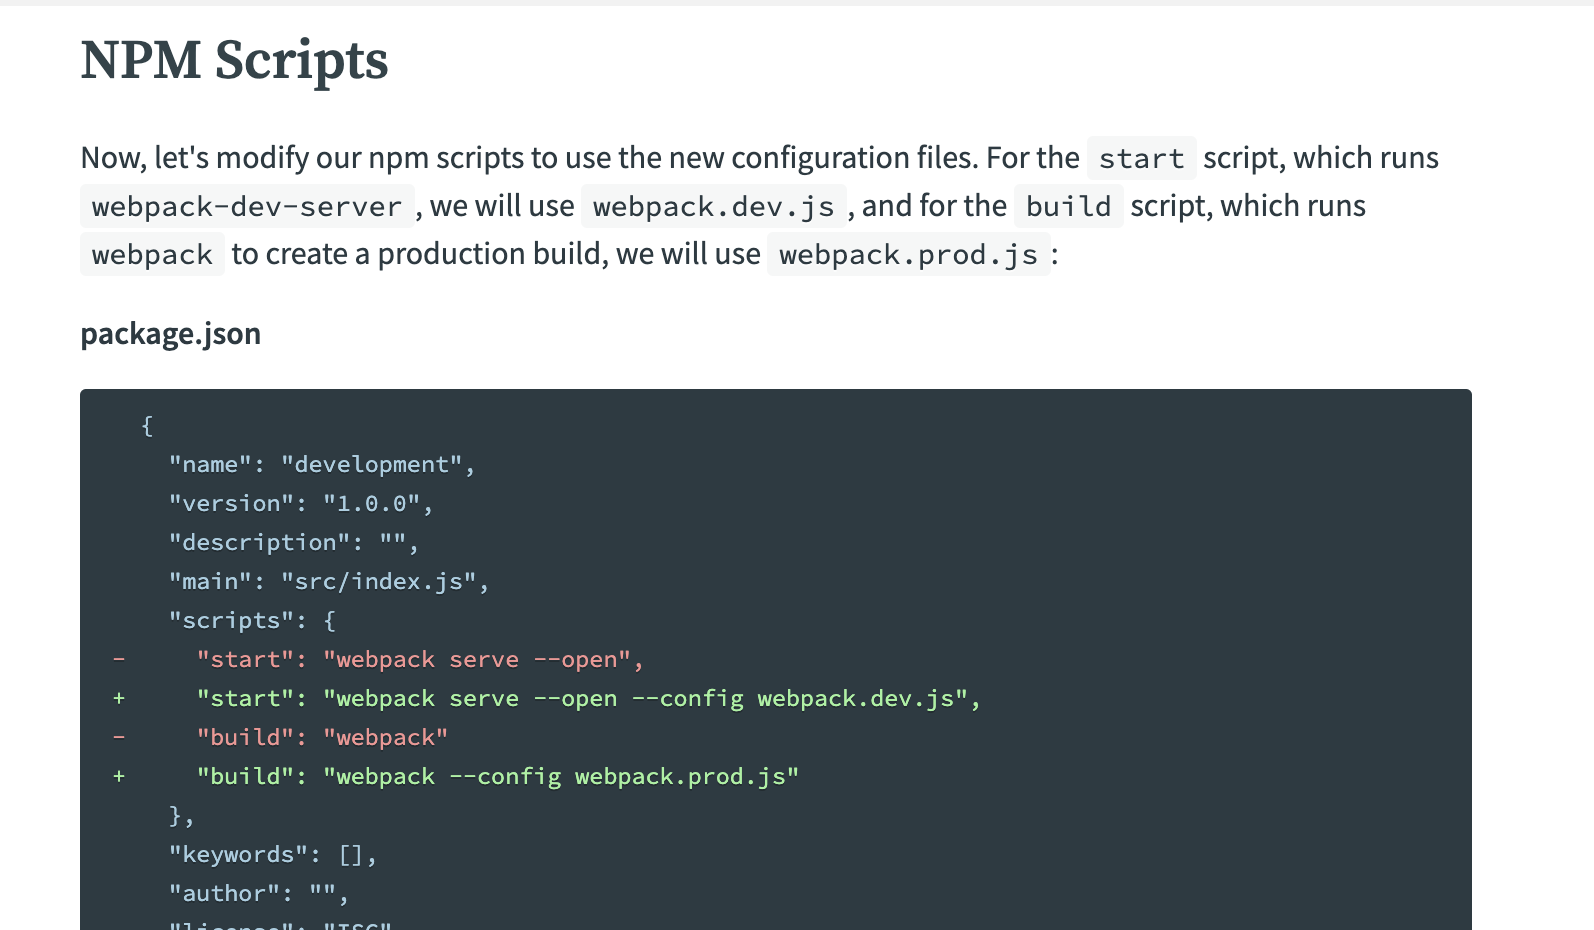 NPM Scripts
Now, let's modify our npm scripts to use the new configuration files. For the start script, which runs
webpack-dev-server, we will use webpack.dev.js, and for the build script, which runs
webpack to create a production build, we will use webpack.prod.js:
package.json
{
"name": "development",
"version": "1.0.0",
"description": "",
"main": "src/index.js",
"scripts": {
- "start": "webpack serve --open",
+ "start": "webpack serve --open --config webpack.dev.js",
- "build": "webpack"
+ "build": "webpack --config webpack.prod.js"
},
"keywords": [],
"author": "",
"license": "ISC"